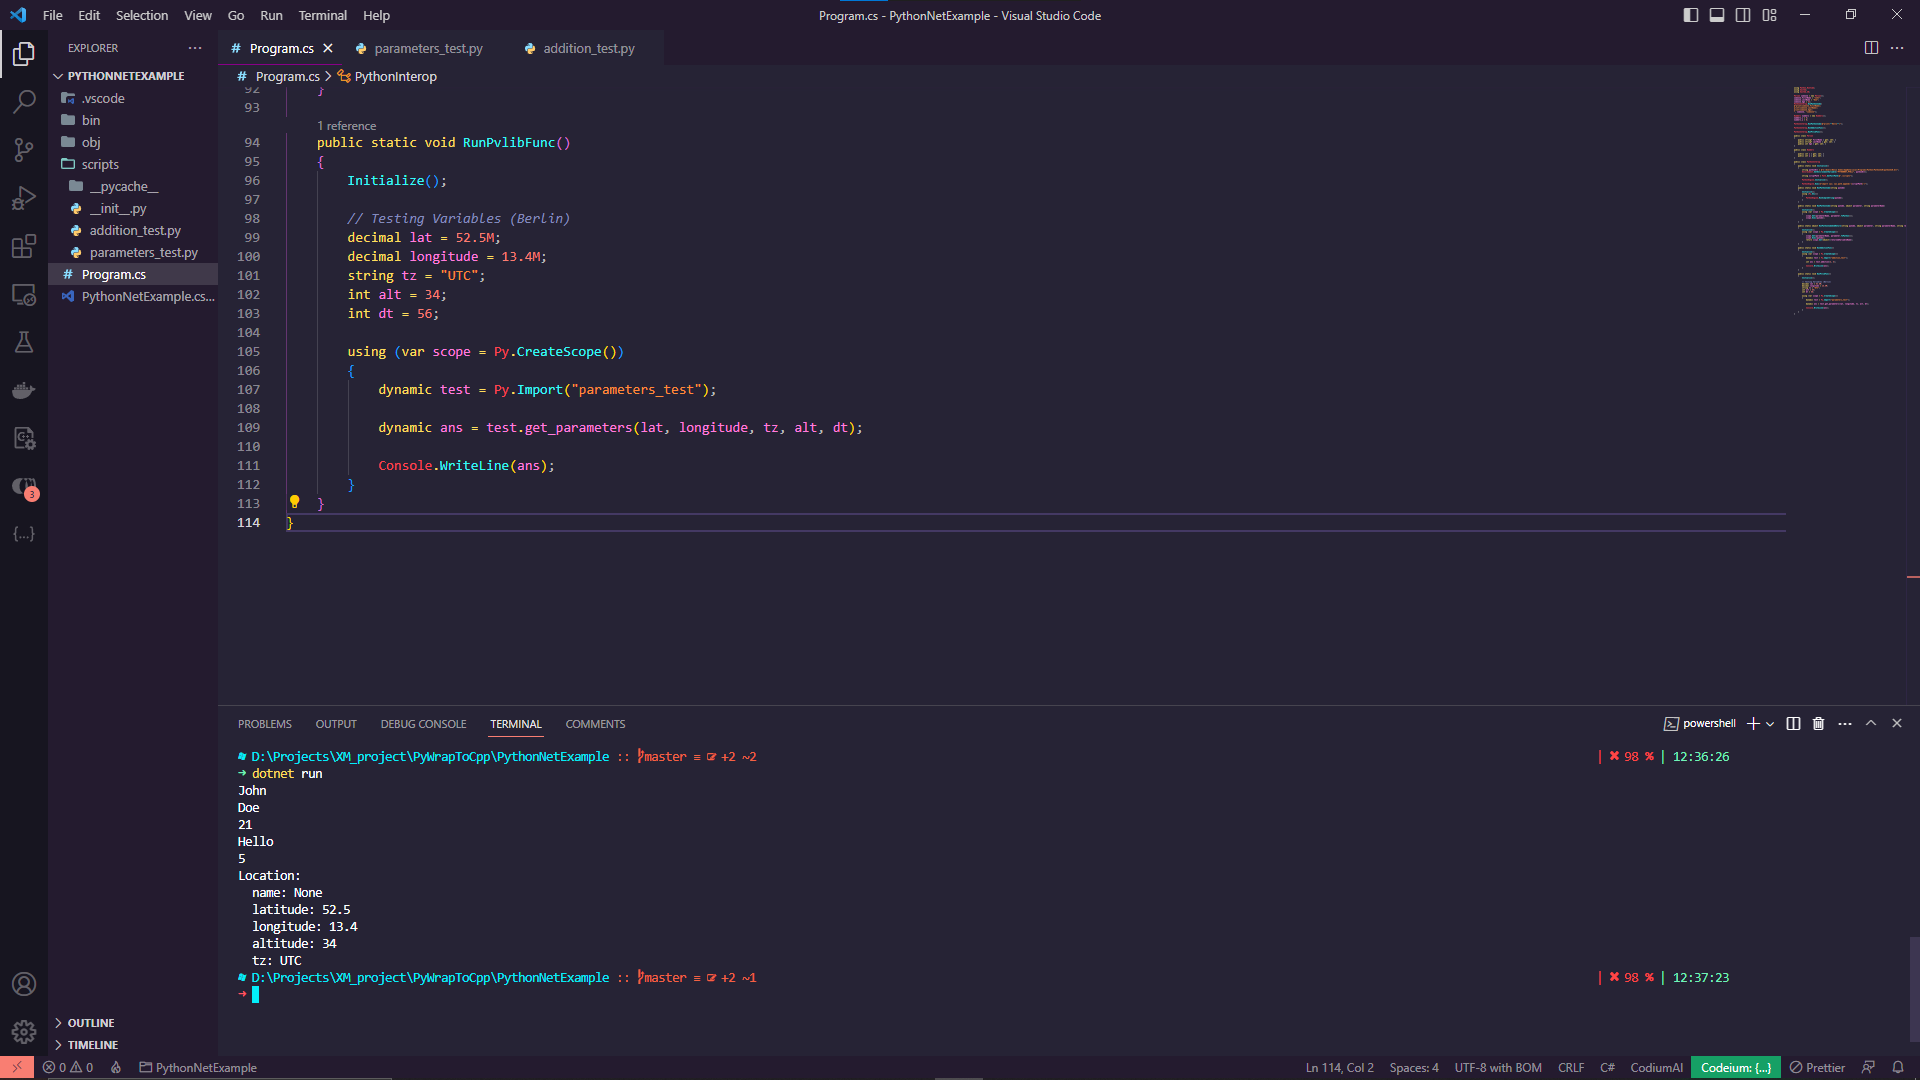 File Edit Selection View Go Run Terminal Help
Program.cs - PythonNetExample - Visual Studio Code
EXPLORER
PYTHONNETEXAMPLE
.vscode
bin
obj
scripts
__pycache__
__init__.py
addition_test.py
parameters_test.py
# Program.cs
PythonNetExample.cs...
3
OUTLINE
TIMELINE
# Program.cs parameters_test.py addition_test.py
# Program.cs > PythonInterop
92 }
93
1 reference
94 public static void RunPvlibFunc()
95 {
96 Initialize();
97
98 // Testing Variables (Berlin)
99 decimal lat = 52.5M;
100 decimal longitude = 13.4M;
101 string tz = "UTC";
102 int alt = 34;
103 int dt = 56;
104
105 using (var scope = Py.CreateScope())
106 {
107 dynamic test = Py.Import("parameters_test");
108
109 dynamic ans = test.get_parameters(lat, longitude, tz, alt, dt);
110
111 Console.WriteLine(ans);
112 }
113 }
114 }
PROBLEMS OUTPUT DEBUG CONSOLE TERMINAL COMMENTS
powershell
D:\Projects\XM_project\PyWrapToCpp\PythonNetExample :: master ≡ +2 ~2 | ✖ 98 % | 12:36:26
➜ dotnet run
John
Doe
21
Hello
5
Location:
name: None
latitude: 52.5
longitude: 13.4
altitude: 34
tz: UTC
D:\Projects\XM_project\PyWrapToCpp\PythonNetExample :: master ≡ +2 ~1 | ✖ 98 % | 12:37:23
➜
0 0 PythonNetExample
Ln 114, Col 2 Spaces: 4 UTF-8 with BOM CRLF C# CodiumAI Codeium: {...} Prettier